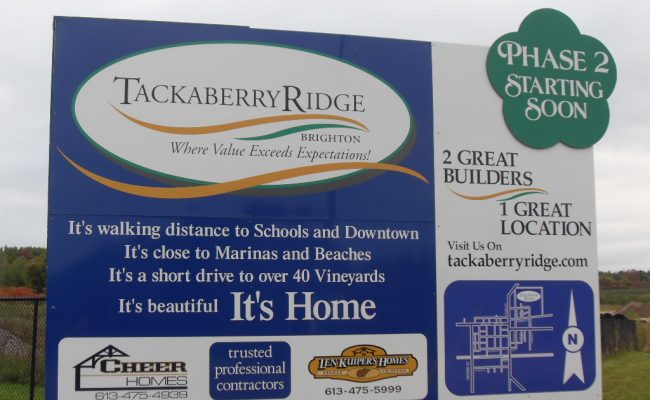 TACKABERRY RIDGE
BRIGHTON
Where Value Exceeds Expectations!
It's walking distance to Schools and Downtown
It's close to Marinas and Beaches
It's a short drive to over 40 Vineyards
It's beautiful It's Home
CHEER
HOMES
613-475-4939
trusted
professional
contractors
LEN KUIPERS HOMES
613-475-5999
PHASE 2
STARTING
SOON
2 GREAT
BUILDERS
1 GREAT
LOCATION
Visit Us On
tackaberryridge.com
N